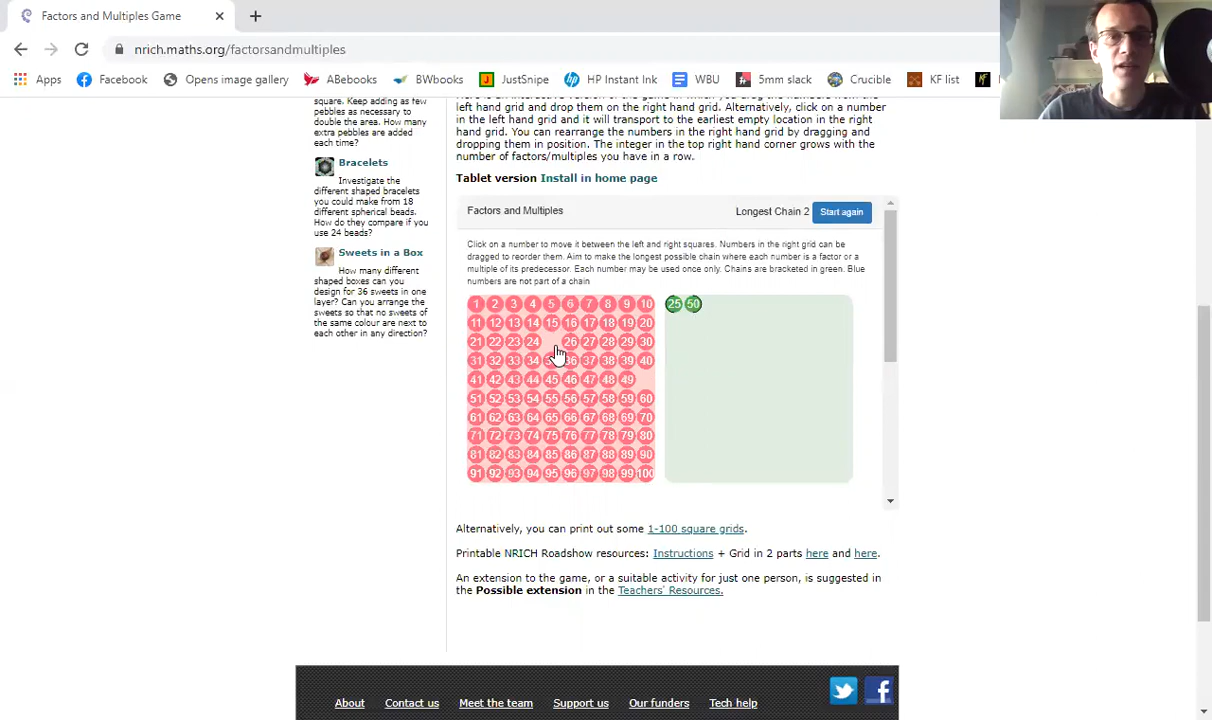 Factors and Multiples Game
nrich.maths.org/factorsandmultiples
Apps Facebook Opens image gallery ABEbooks BWbooks JustSnipe HP Instant Ink WBU 5mm slack Crucible KF list
square. Keep adding as few
pebbles as necessary to
double the area. How many
extra pebbles are added
each time?
Bracelets
Investigate the
different shaped bracelets
you could make from 18
different spherical beads.
How do they compare if you
use 24 beads?
Sweets in a Box
How many different
shaped boxes can you
design for 36 sweets in one
layer? Can you arrange the
sweets so that no sweets of
the same colour are next to
each other in any direction?
left hand grid and drop them on the right hand grid. Alternatively, click on a number
in the left hand grid and it will transport to the earliest empty location in the right
hand grid. You can rearrange the numbers in the right hand grid by dragging and
dropping them in position. The integer in the top right hand corner grows with the
number of factors/multiples you have in a row.
Tablet version Install in home page
Factors and Multiples Longest Chain 2 Start again
Click on a number to move it between the left and right squares. Numbers in the right grid can be
dragged to reorder them. Aim to make the longest possible chain where each number is a factor or a
multiple of its predecessor. Each number may be used once only. Chains are bracketed in green. Blue
numbers are not part of a chain
1 2 3 4 5 6 7 8 9 10 25 50
11 12 13 14 15 16 17 18 19 20
21 22 23 24 26 27 28 29 30
31 32 33 34 36 37 38 39 40
41 42 43 44 45 46 47 48 49
51 52 53 54 55 56 57 58 59 60
61 62 63 64 65 66 67 68 69 70
71 72 73 74 75 76 77 78 79 80
81 82 83 84 85 86 87 88 89 90
91 92 93 94 95 96 97 98 99 100
Alternatively, you can print out some 1-100 square grids.
Printable NRICH Roadshow resources: Instructions + Grid in 2 parts here and here.
An extension to the game, or a suitable activity for just one person, is suggested in
the Possible extension in the Teachers' Resources.
About Contact us Meet the team Support us Our funders Tech help